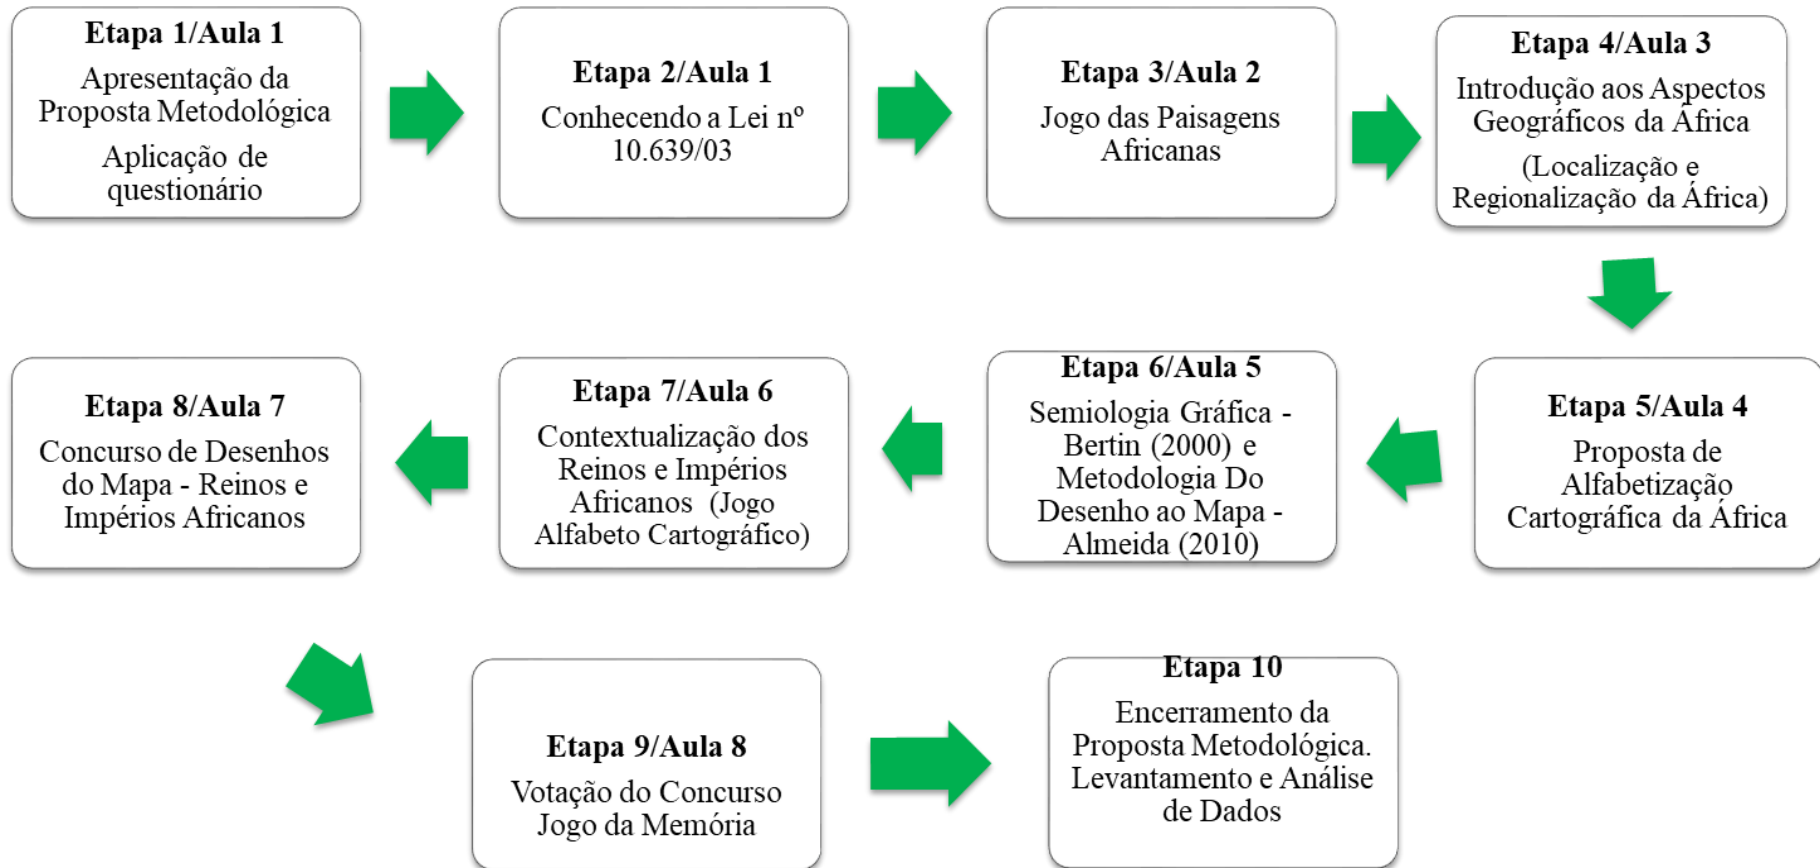 Etapa 1/Aula 1
Apresentação da
Proposta Metodológica
Aplicação de
questionário
Etapa 2/Aula 1
Conhecendo a Lei nº
10.639/03
Etapa 3/Aula 2
Jogo das Paisagens
Africanas
Etapa 4/Aula 3
Introdução aos Aspectos
Geográficos da África
(Localização e
Regionalização da África)
Etapa 5/Aula 4
Proposta de
Alfabetização
Cartográfica da África
Etapa 6/Aula 5
Semiologia Gráfica -
Bertin (2000) e
Metodologia Do
Desenho ao Mapa -
Almeida (2010)
Etapa 7/Aula 6
Contextualização dos
Reinos e Impérios
Africanos (Jogo
Alfabeto Cartográfico)
Etapa 8/Aula 7
Concurso de Desenhos
do Mapa - Reinos e
Impérios Africanos
Etapa 9/Aula 8
Votação do Concurso
Jogo da Memória
Etapa 10
Encerramento da
Proposta Metodológica.
Levantamento e Análise
de Dados